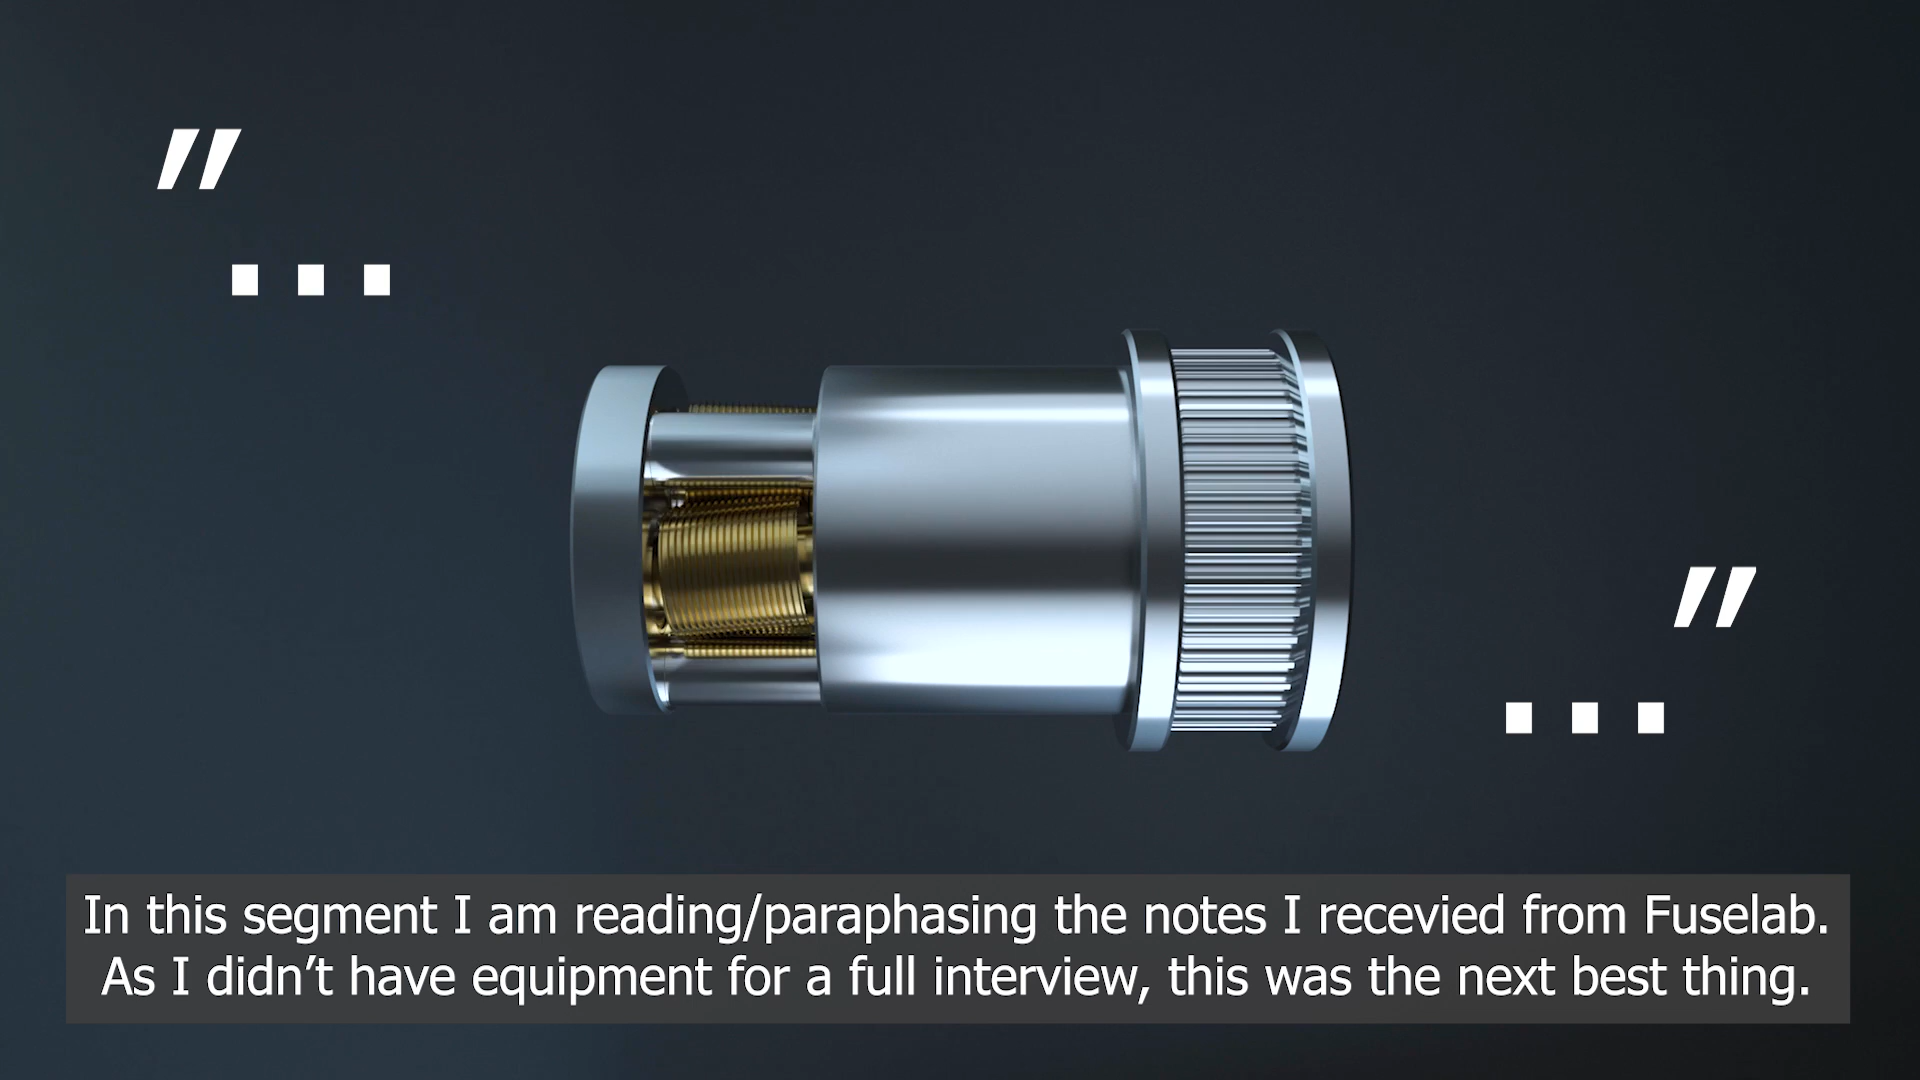 "
...
"
...
In this segment I am reading/paraphasing the notes I recevied from Fuselab.
As I didn’t have equipment for a full interview, this was the next best thing.